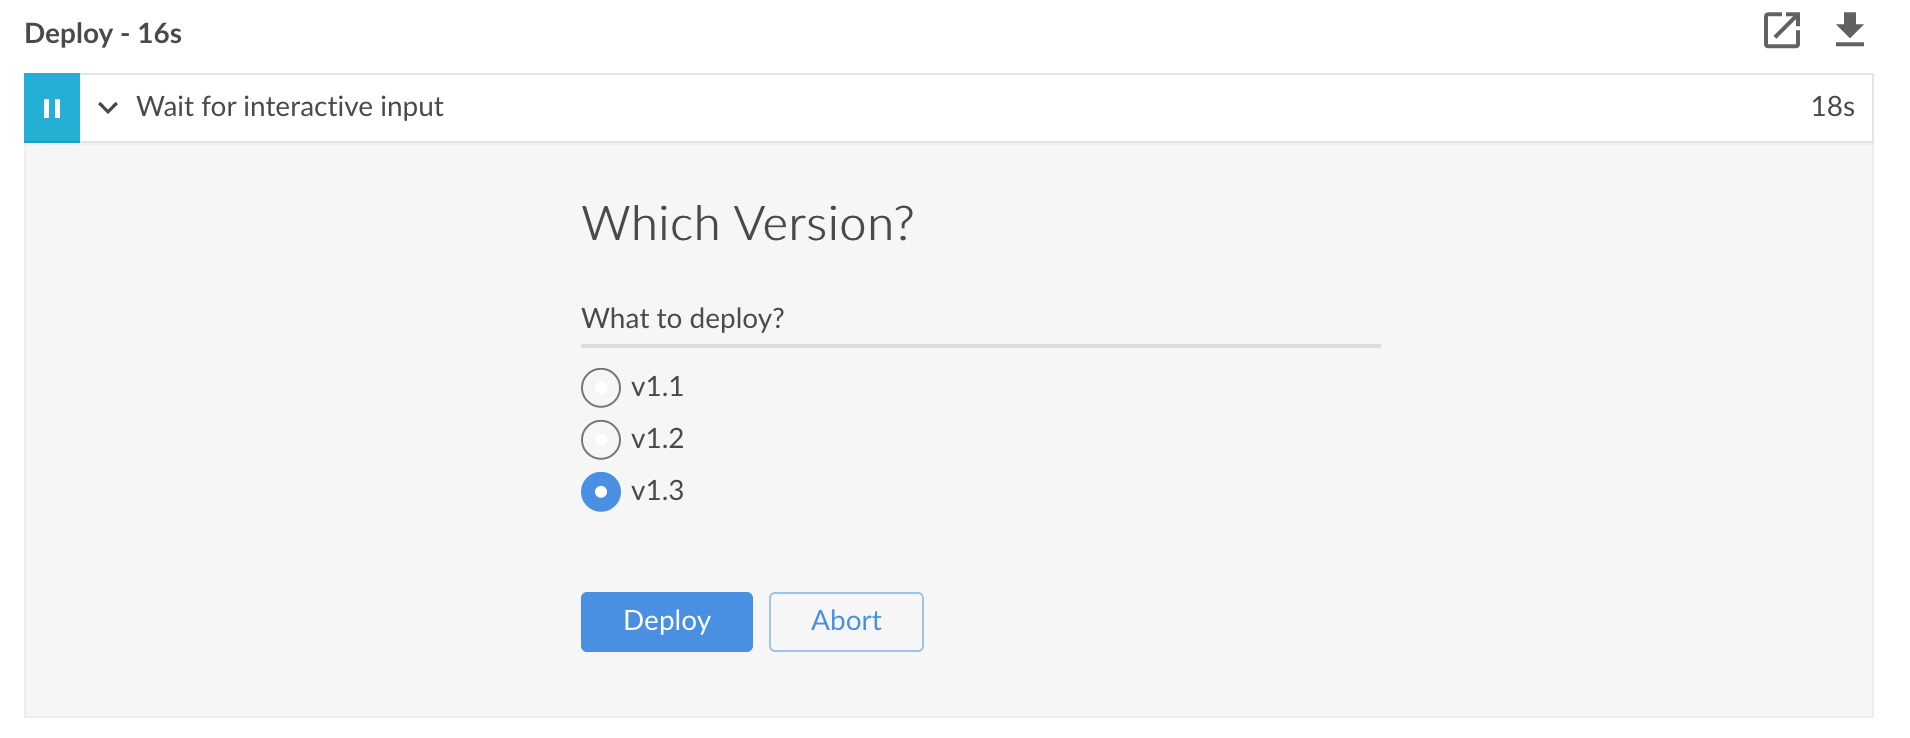 Deploy - 16s
Wait for interactive input 18s
Which Version?
What to deploy?
v1.1
v1.2
v1.3
Deploy Abort